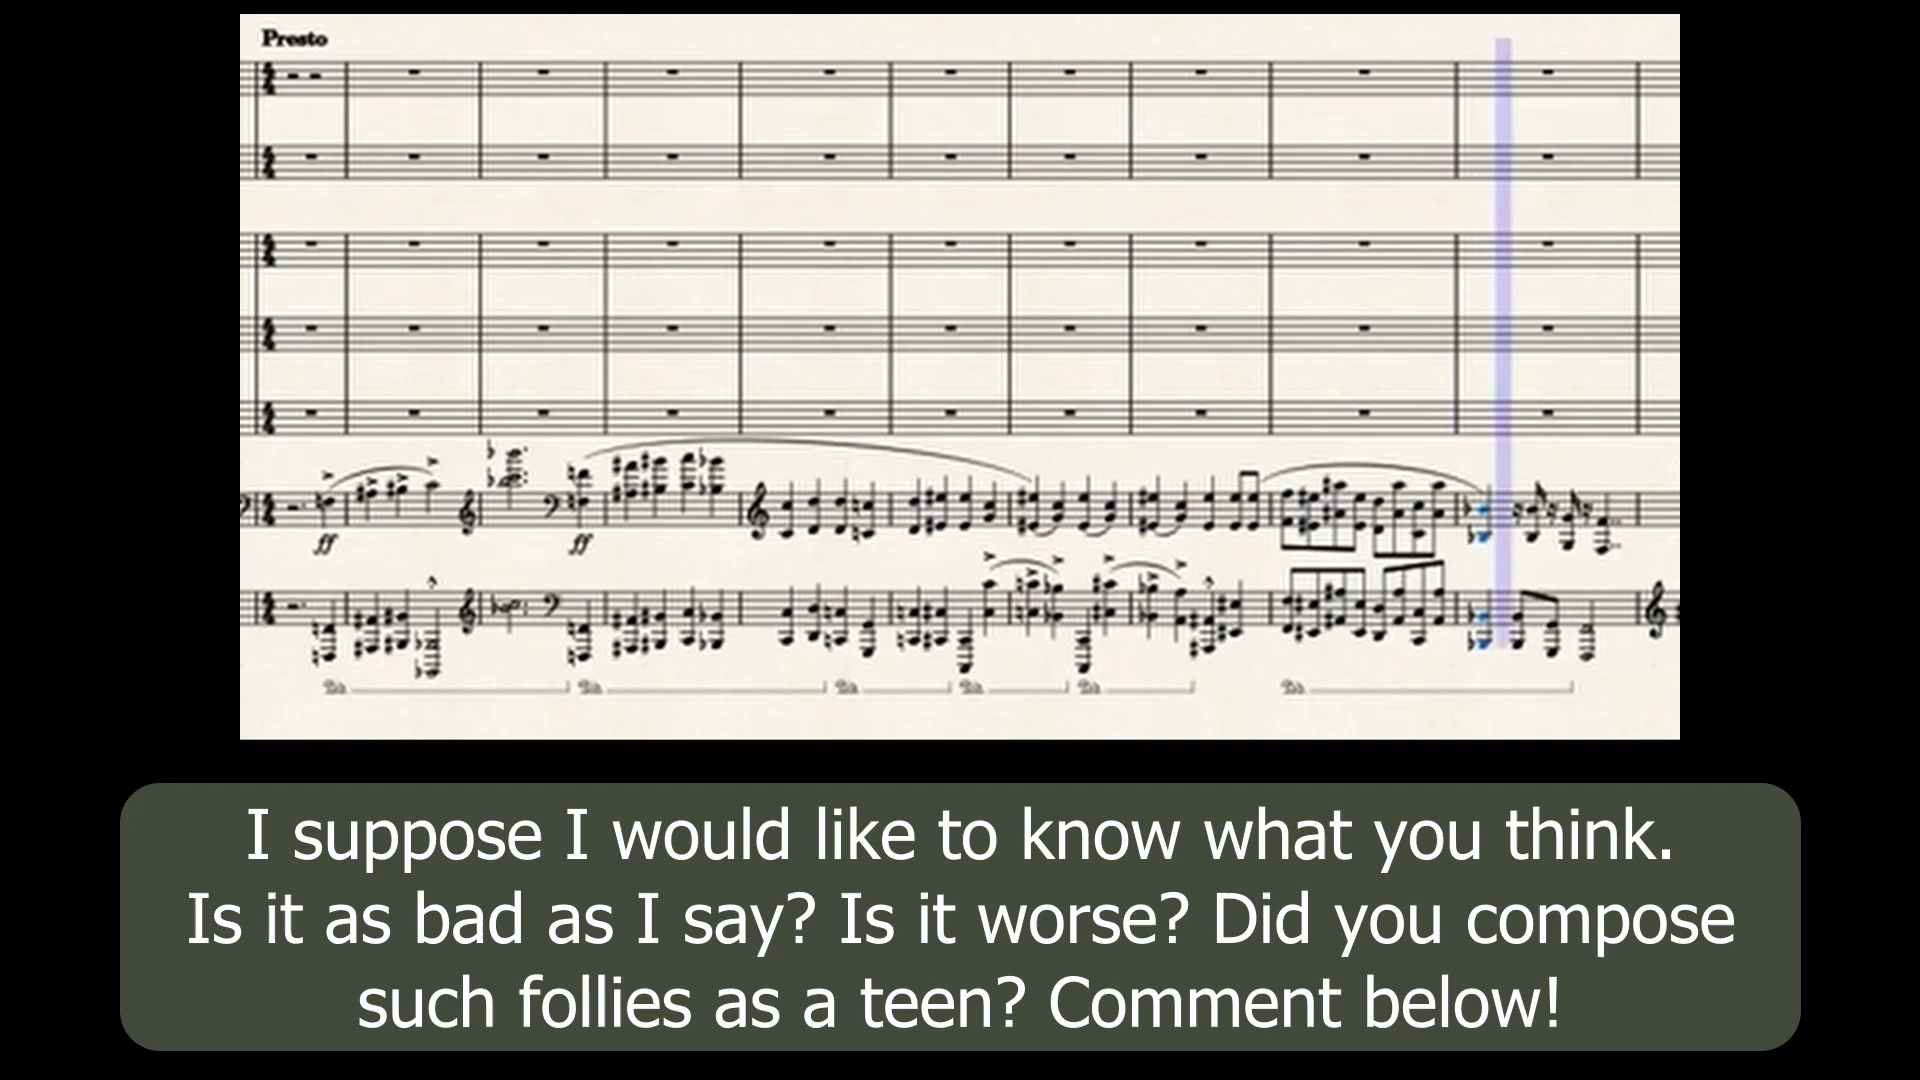 Presto
ff
ff
I suppose I would like to know what you think.
Is it as bad as I say? Is it worse? Did you compose
such follies as a teen? Comment below!